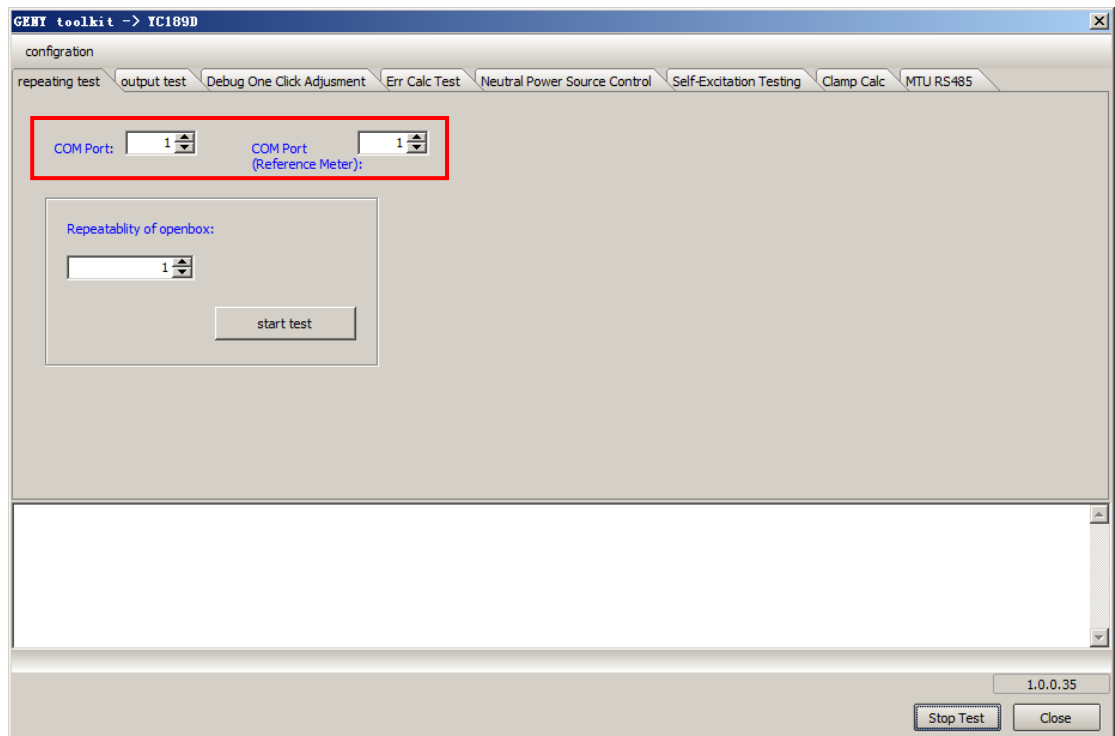 GENY toolkit -> YC189D
configration
repeating test output test Debug One Click Adjusment Err Calc Test Neutral Power Source Control Self-Excitation Testing Clamp Calc MTU RS485
COM Port: 1 COM Port (Reference Meter): 1
Repeatablity of openbox:
1
start test
1.0.0.35
Stop Test Close